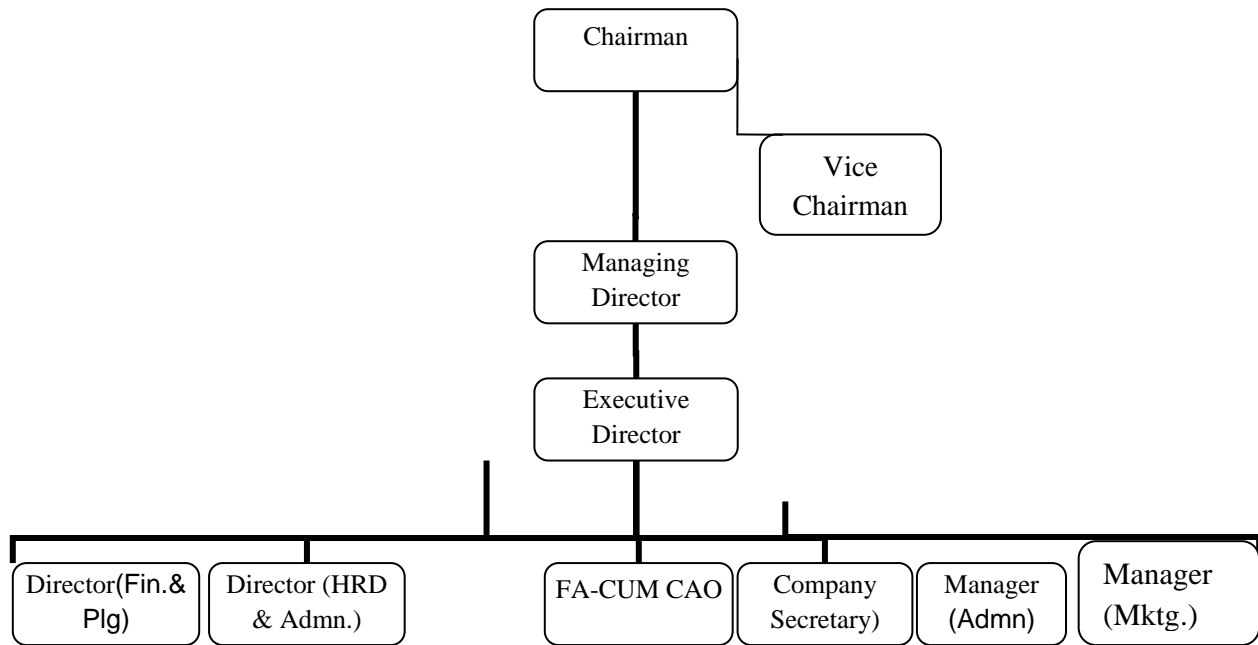 Chairman
Vice
Chairman
Managing
Director
Executive
Director
Director(Fin.&
Plg)
Director (HRD
& Admn.)
FA-CUM CAO
Company
Secretary)
Manager
(Admn)
Manager
(Mktg.)